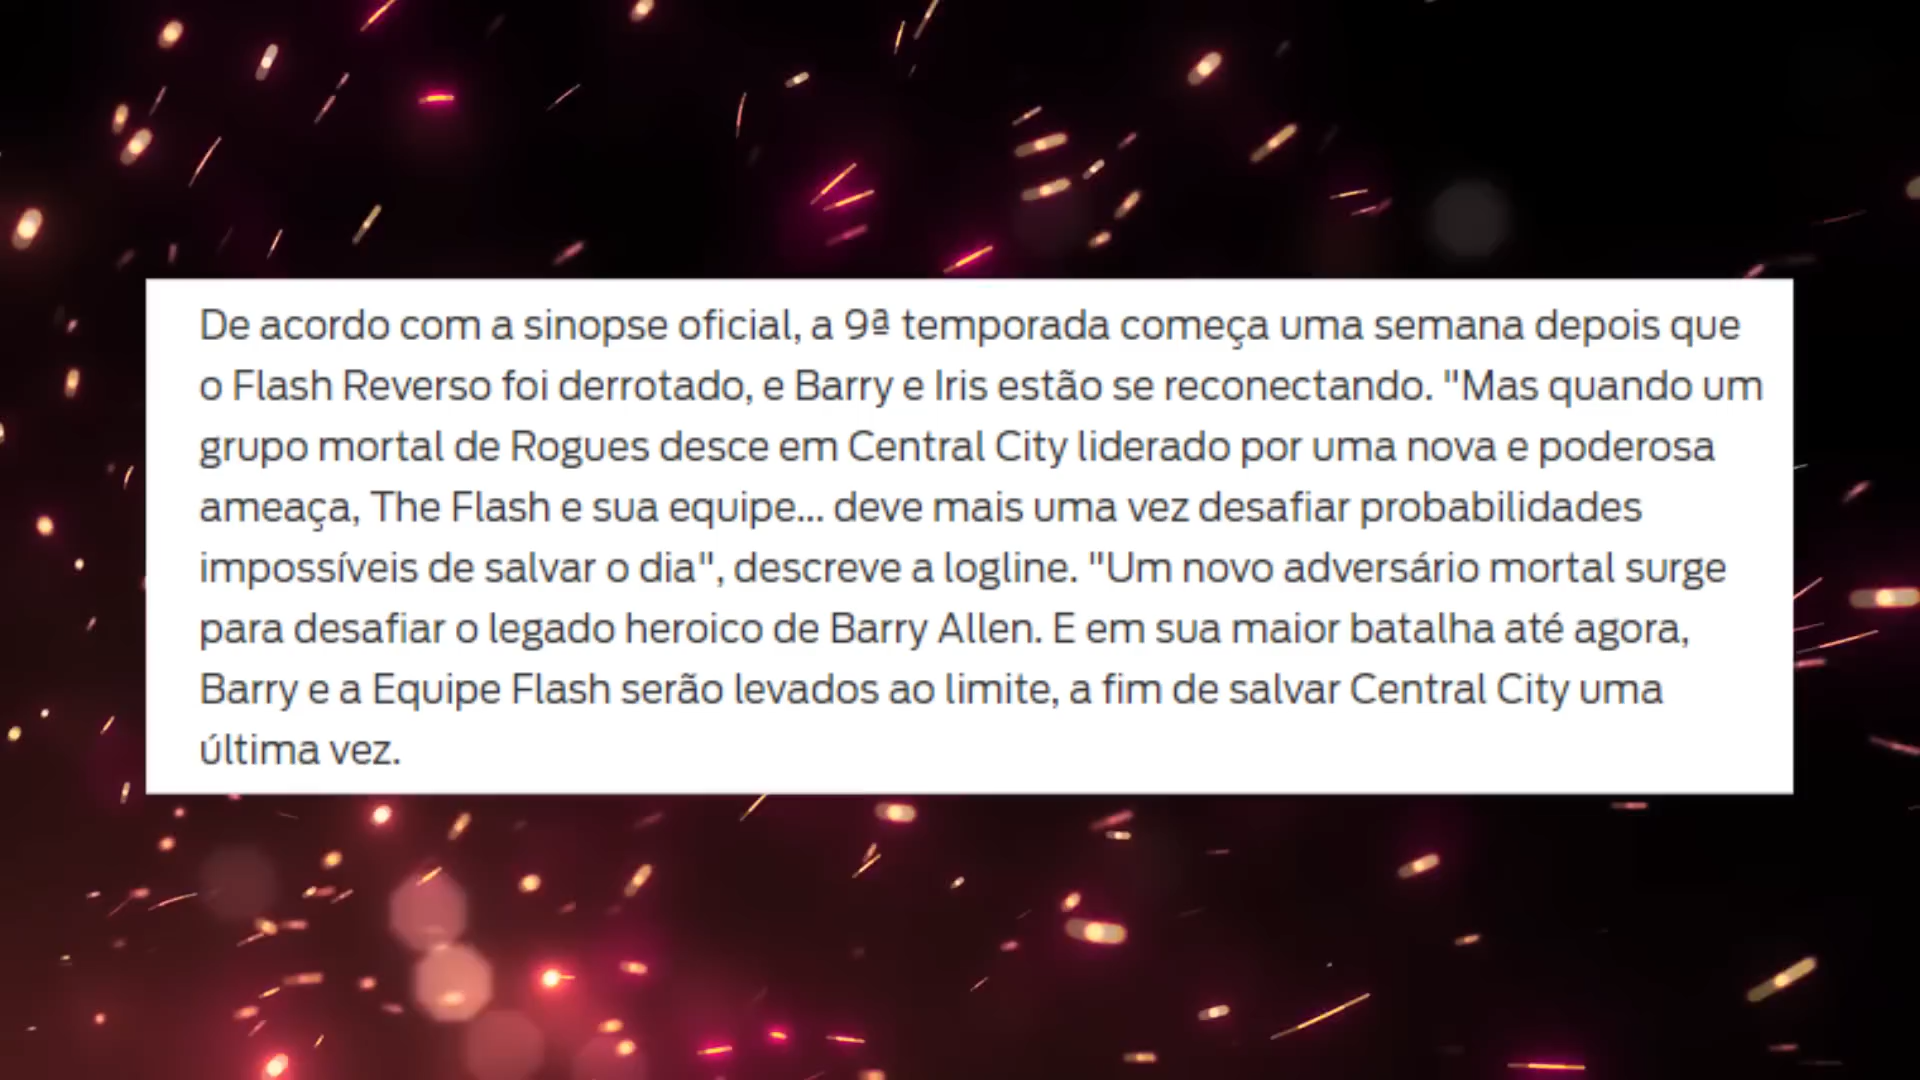 De acordo com a sinopse oficial, a 9ª temporada começa uma semana depois que
o Flash Reverso foi derrotado, e Barry e Iris estão se reconectando. "Mas quando um
grupo mortal de Rogues desce em Central City liderado por uma nova e poderosa
ameaça, The Flash e sua equipe... deve mais uma vez desafiar probabilidades
impossíveis de salvar o dia", descreve a logline. "Um novo adversário mortal surge
para desafiar o legado heroico de Barry Allen. E em sua maior batalha até agora,
Barry e a Equipe Flash serão levados ao limite, a fim de salvar Central City uma
última vez.